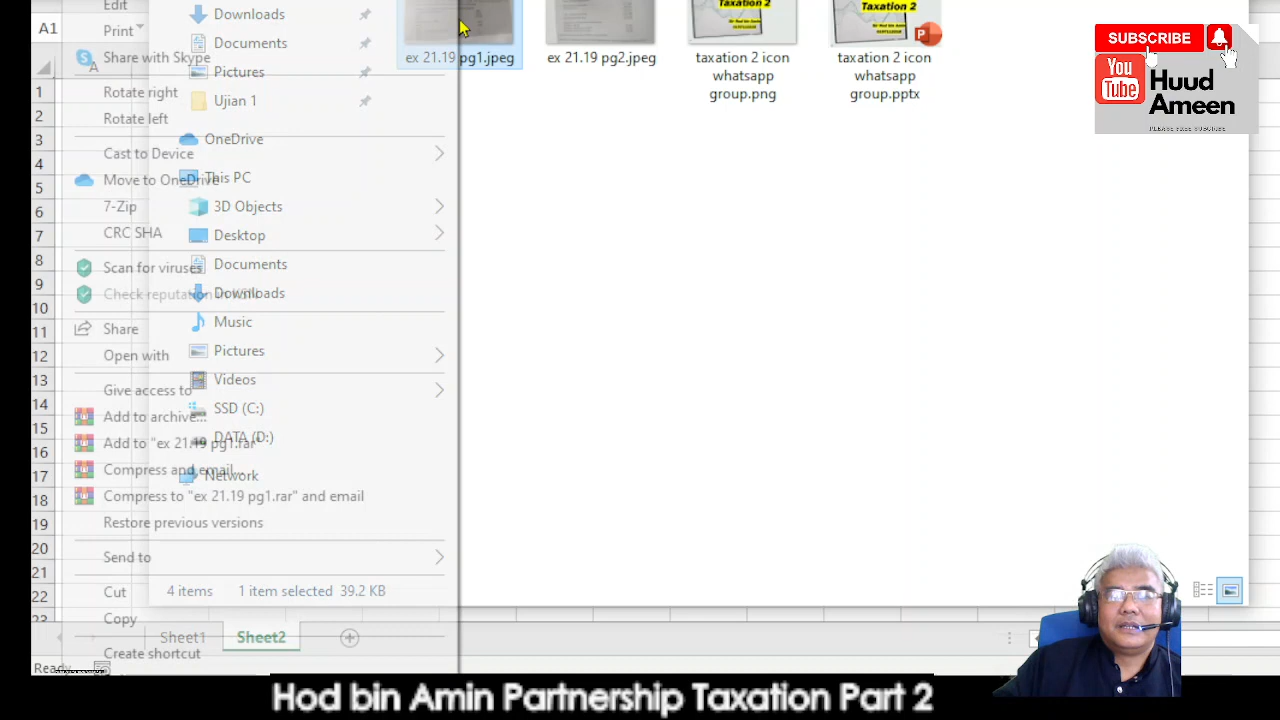 A1
Edit
Print
Share with Skype
Rotate right
Rotate left
Cast to Device
Move to OneDrive
7-Zip
CRC SHA
Scan for viruses
Check reputation in KSN
Share
Open with
Give access to
Add to archive...
Add to "ex 21.19 pg1.rar"
Compress and email...
Compress to "ex 21.19 pg1.rar" and email
Restore previous versions
Send to
Cut
Copy
Create shortcut
Downloads
Documents
Pictures
Ujian 1
OneDrive
This PC
3D Objects
Desktop
Documents
Downloads
Music
Pictures
Videos
SSD (C:)
DATA (D:)
Network
4 items 1 item selected 39.2 KB
ex 21.19 pg1.jpeg
ex 21.19 pg2.jpeg
Taxation 2
taxation 2 icon
whatsapp
group.png
Taxation 2
P
taxation 2 icon
whatsapp
group.pptx
1
2
3
4
5
6
7
8
9
10
11
12
13
14
15
16
17
18
19
20
21
22
23
Sheet1 Sheet2
Ready
SUBSCRIBE
You
Tube
Huud
Ameen
PLEASE FREE SUBSCRIBE
Hod bin Amin Partnership Taxation Part 2